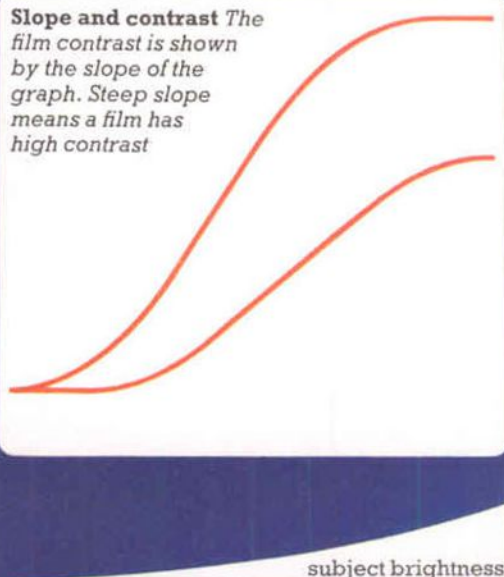 Slope and contrast The
film contrast is shown
by the slope of the
graph. Steep slope
means a film has
high contrast
subject brightness